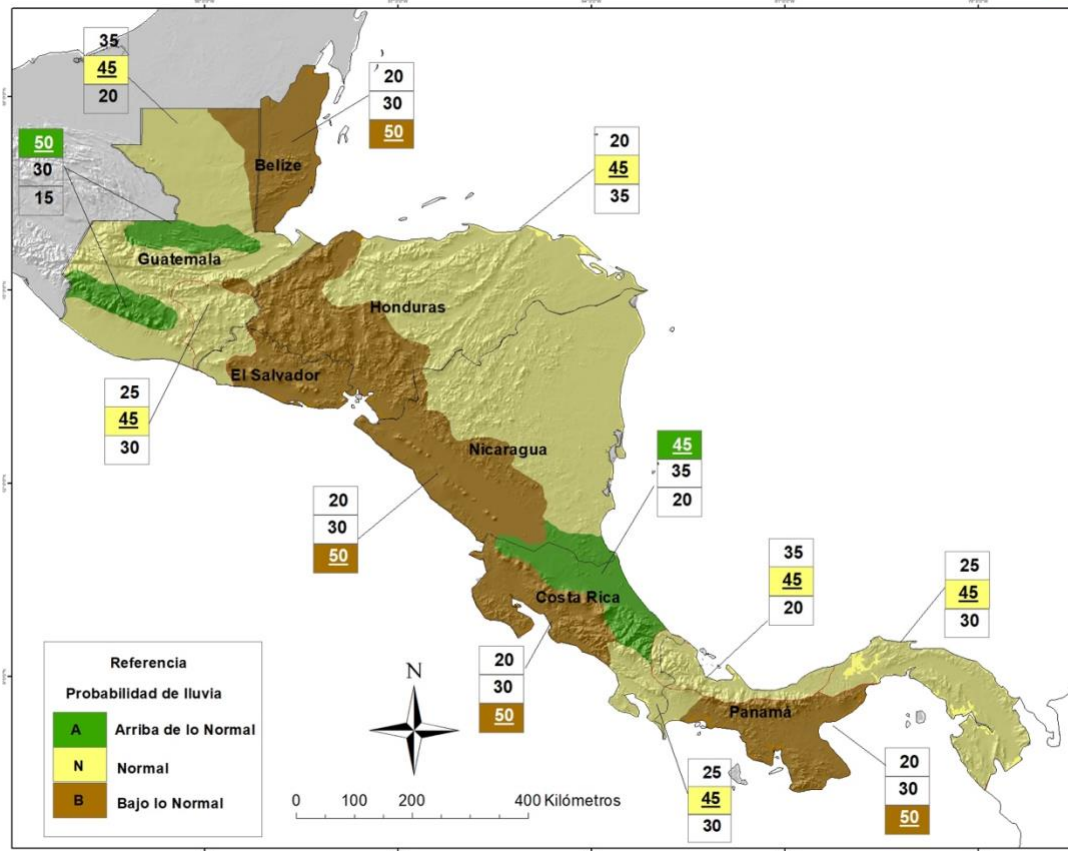 35
45
20
20
30
50
50
30
15
20
45
35
Belize
Guatemala
Honduras
El Salvador
25
45
30
Nicaragua
45
35
20
20
30
50
35
45
20
25
45
30
Costa Rica
20
30
50
Panamá
25
45
30
20
30
50
N
Referencia
Probabilidad de lluvia
A Arriba de lo Normal
N Normal
B Bajo lo Normal
0 100 200 400 Kilómetros